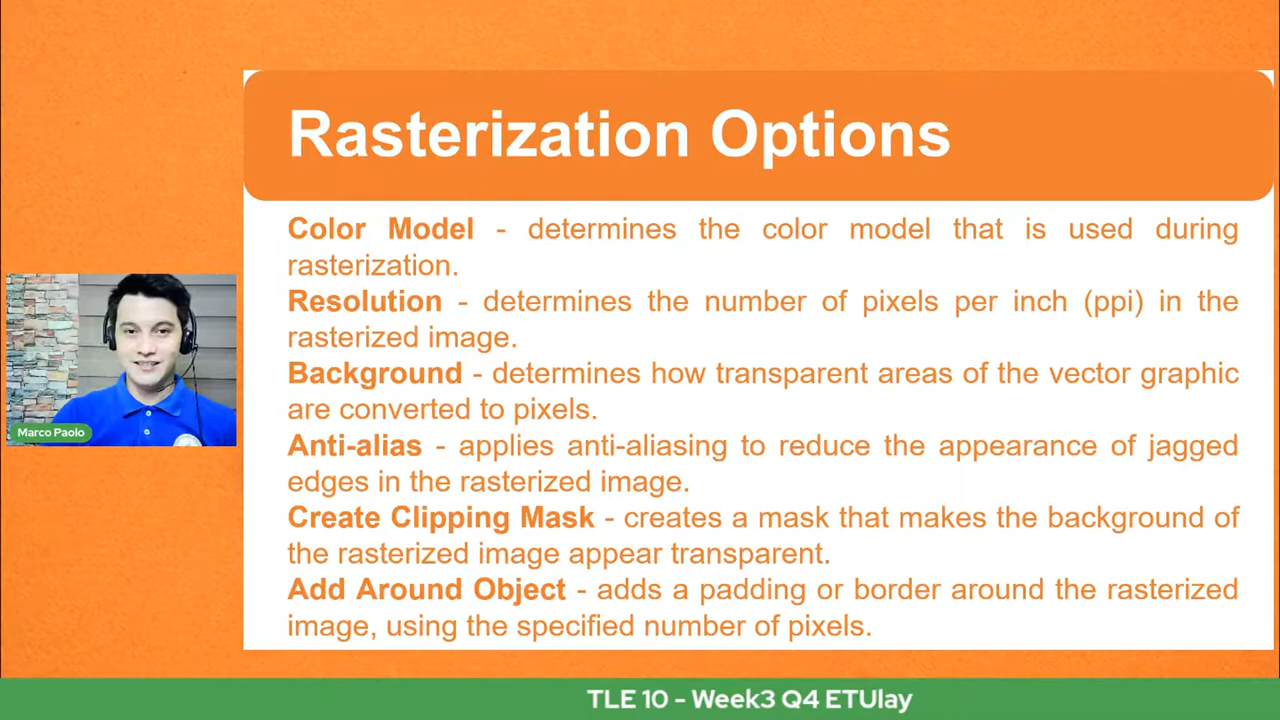 Rasterization Options
Color Model - determines the color model that is used during
rasterization.
Resolution - determines the number of pixels per inch (ppi) in the
rasterized image.
Background - determines how transparent areas of the vector graphic
are converted to pixels.
Anti-alias - applies anti-aliasing to reduce the appearance of jagged
edges in the rasterized image.
Create Clipping Mask - creates a mask that makes the background of
the rasterized image appear transparent.
Add Around Object - adds a padding or border around the rasterized
image, using the specified number of pixels.
Marco Paolo
TLE 10 - Week3 Q4 ETUlay